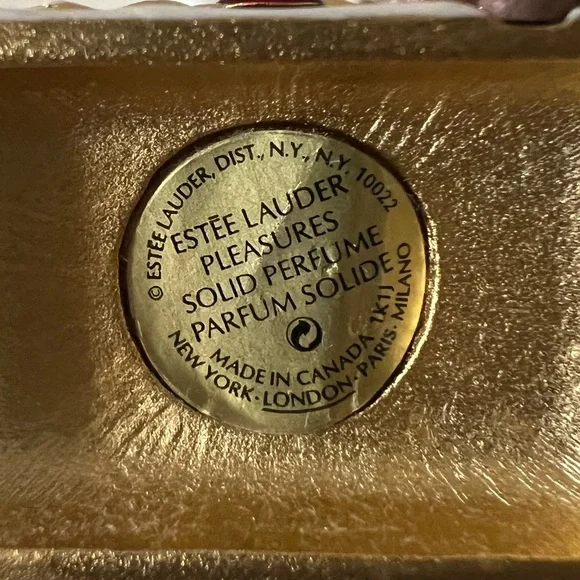 © ESTĒE LAUDER, DIST., N.Y., N.Y. 10022
ESTĒE LAUDER
PLEASURES
SOLID PERFUME
PARFUM SOLIDE
MADE IN CANADA 1K1J
NEW YORK · LONDON · PARIS · MILANO